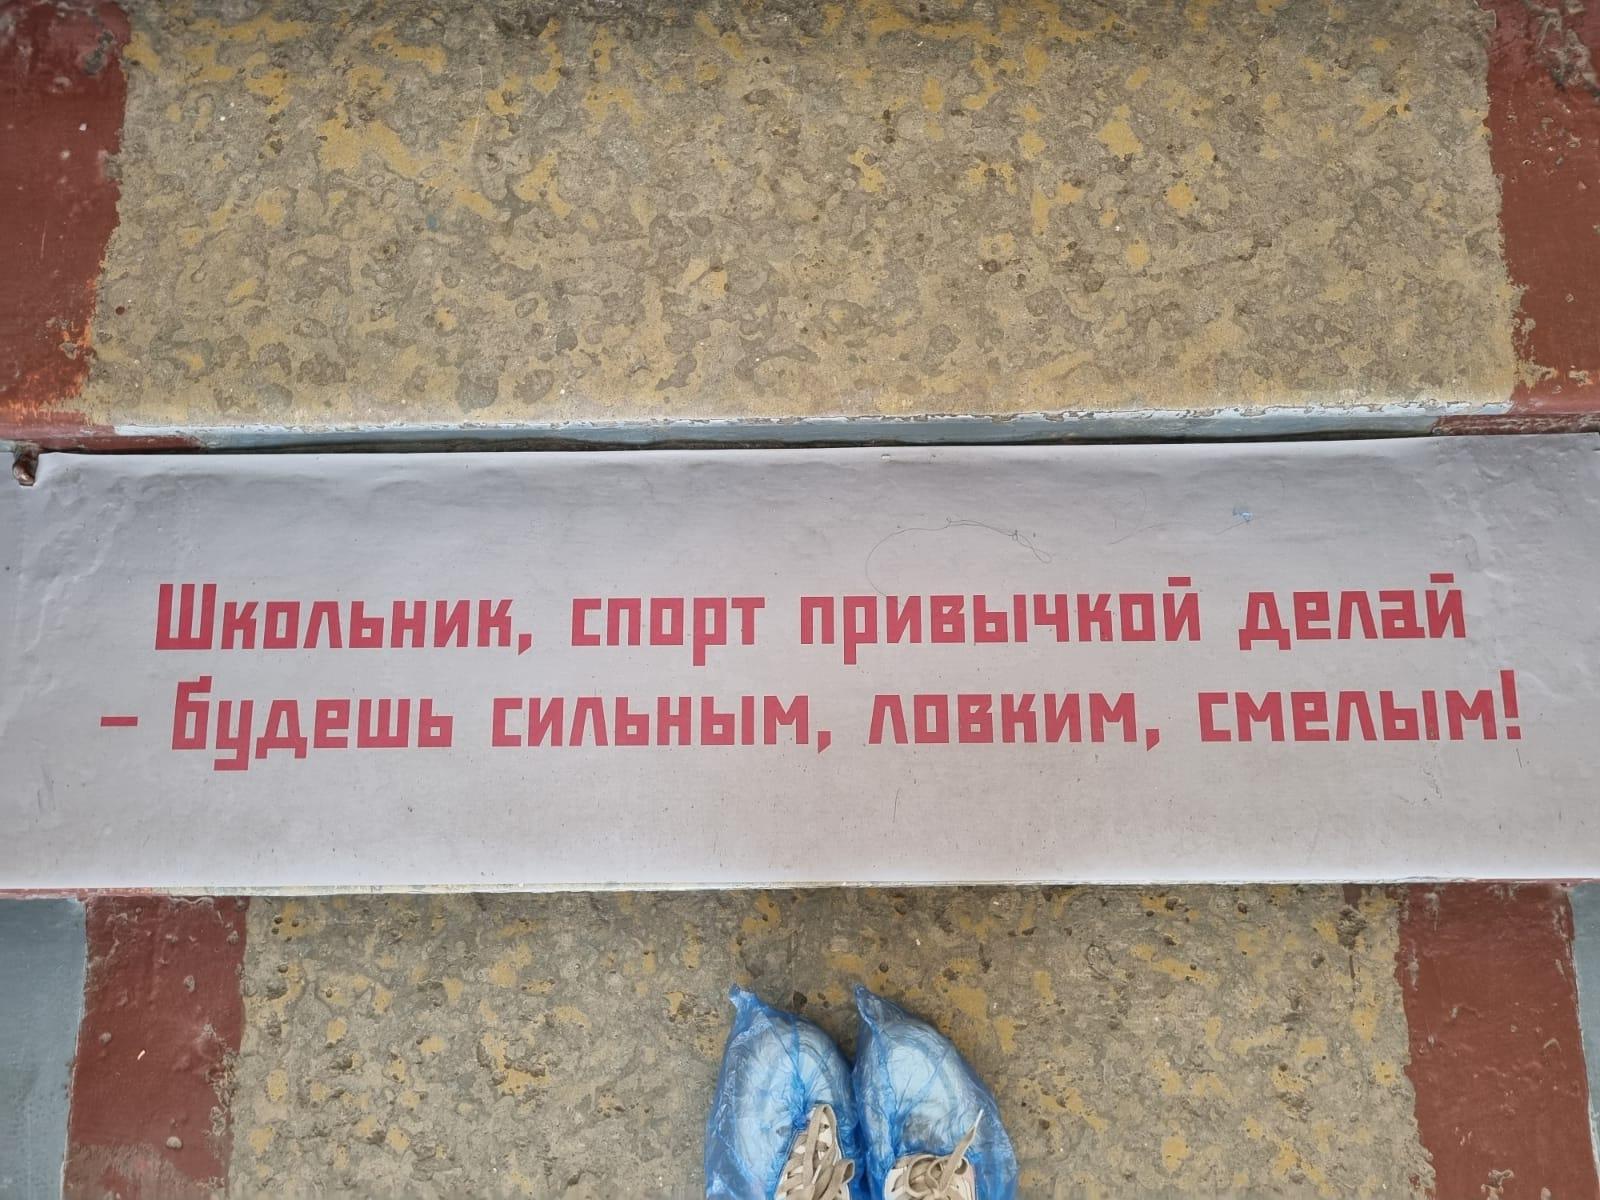 Школьник, спорт привычкой делай
– будешь сильным, ловким, смелым!